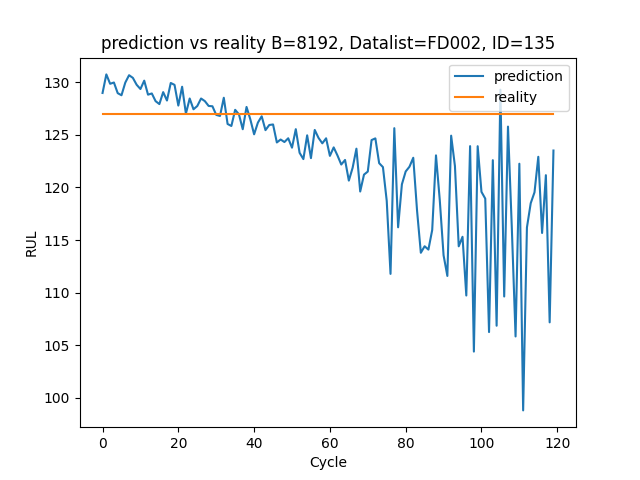 prediction vs reality B=8192, Datalist=FD002, ID=135
prediction
reality
RUL
130
125
120
115
110
105
100
0 20 40 60 80 100 120
Cycle